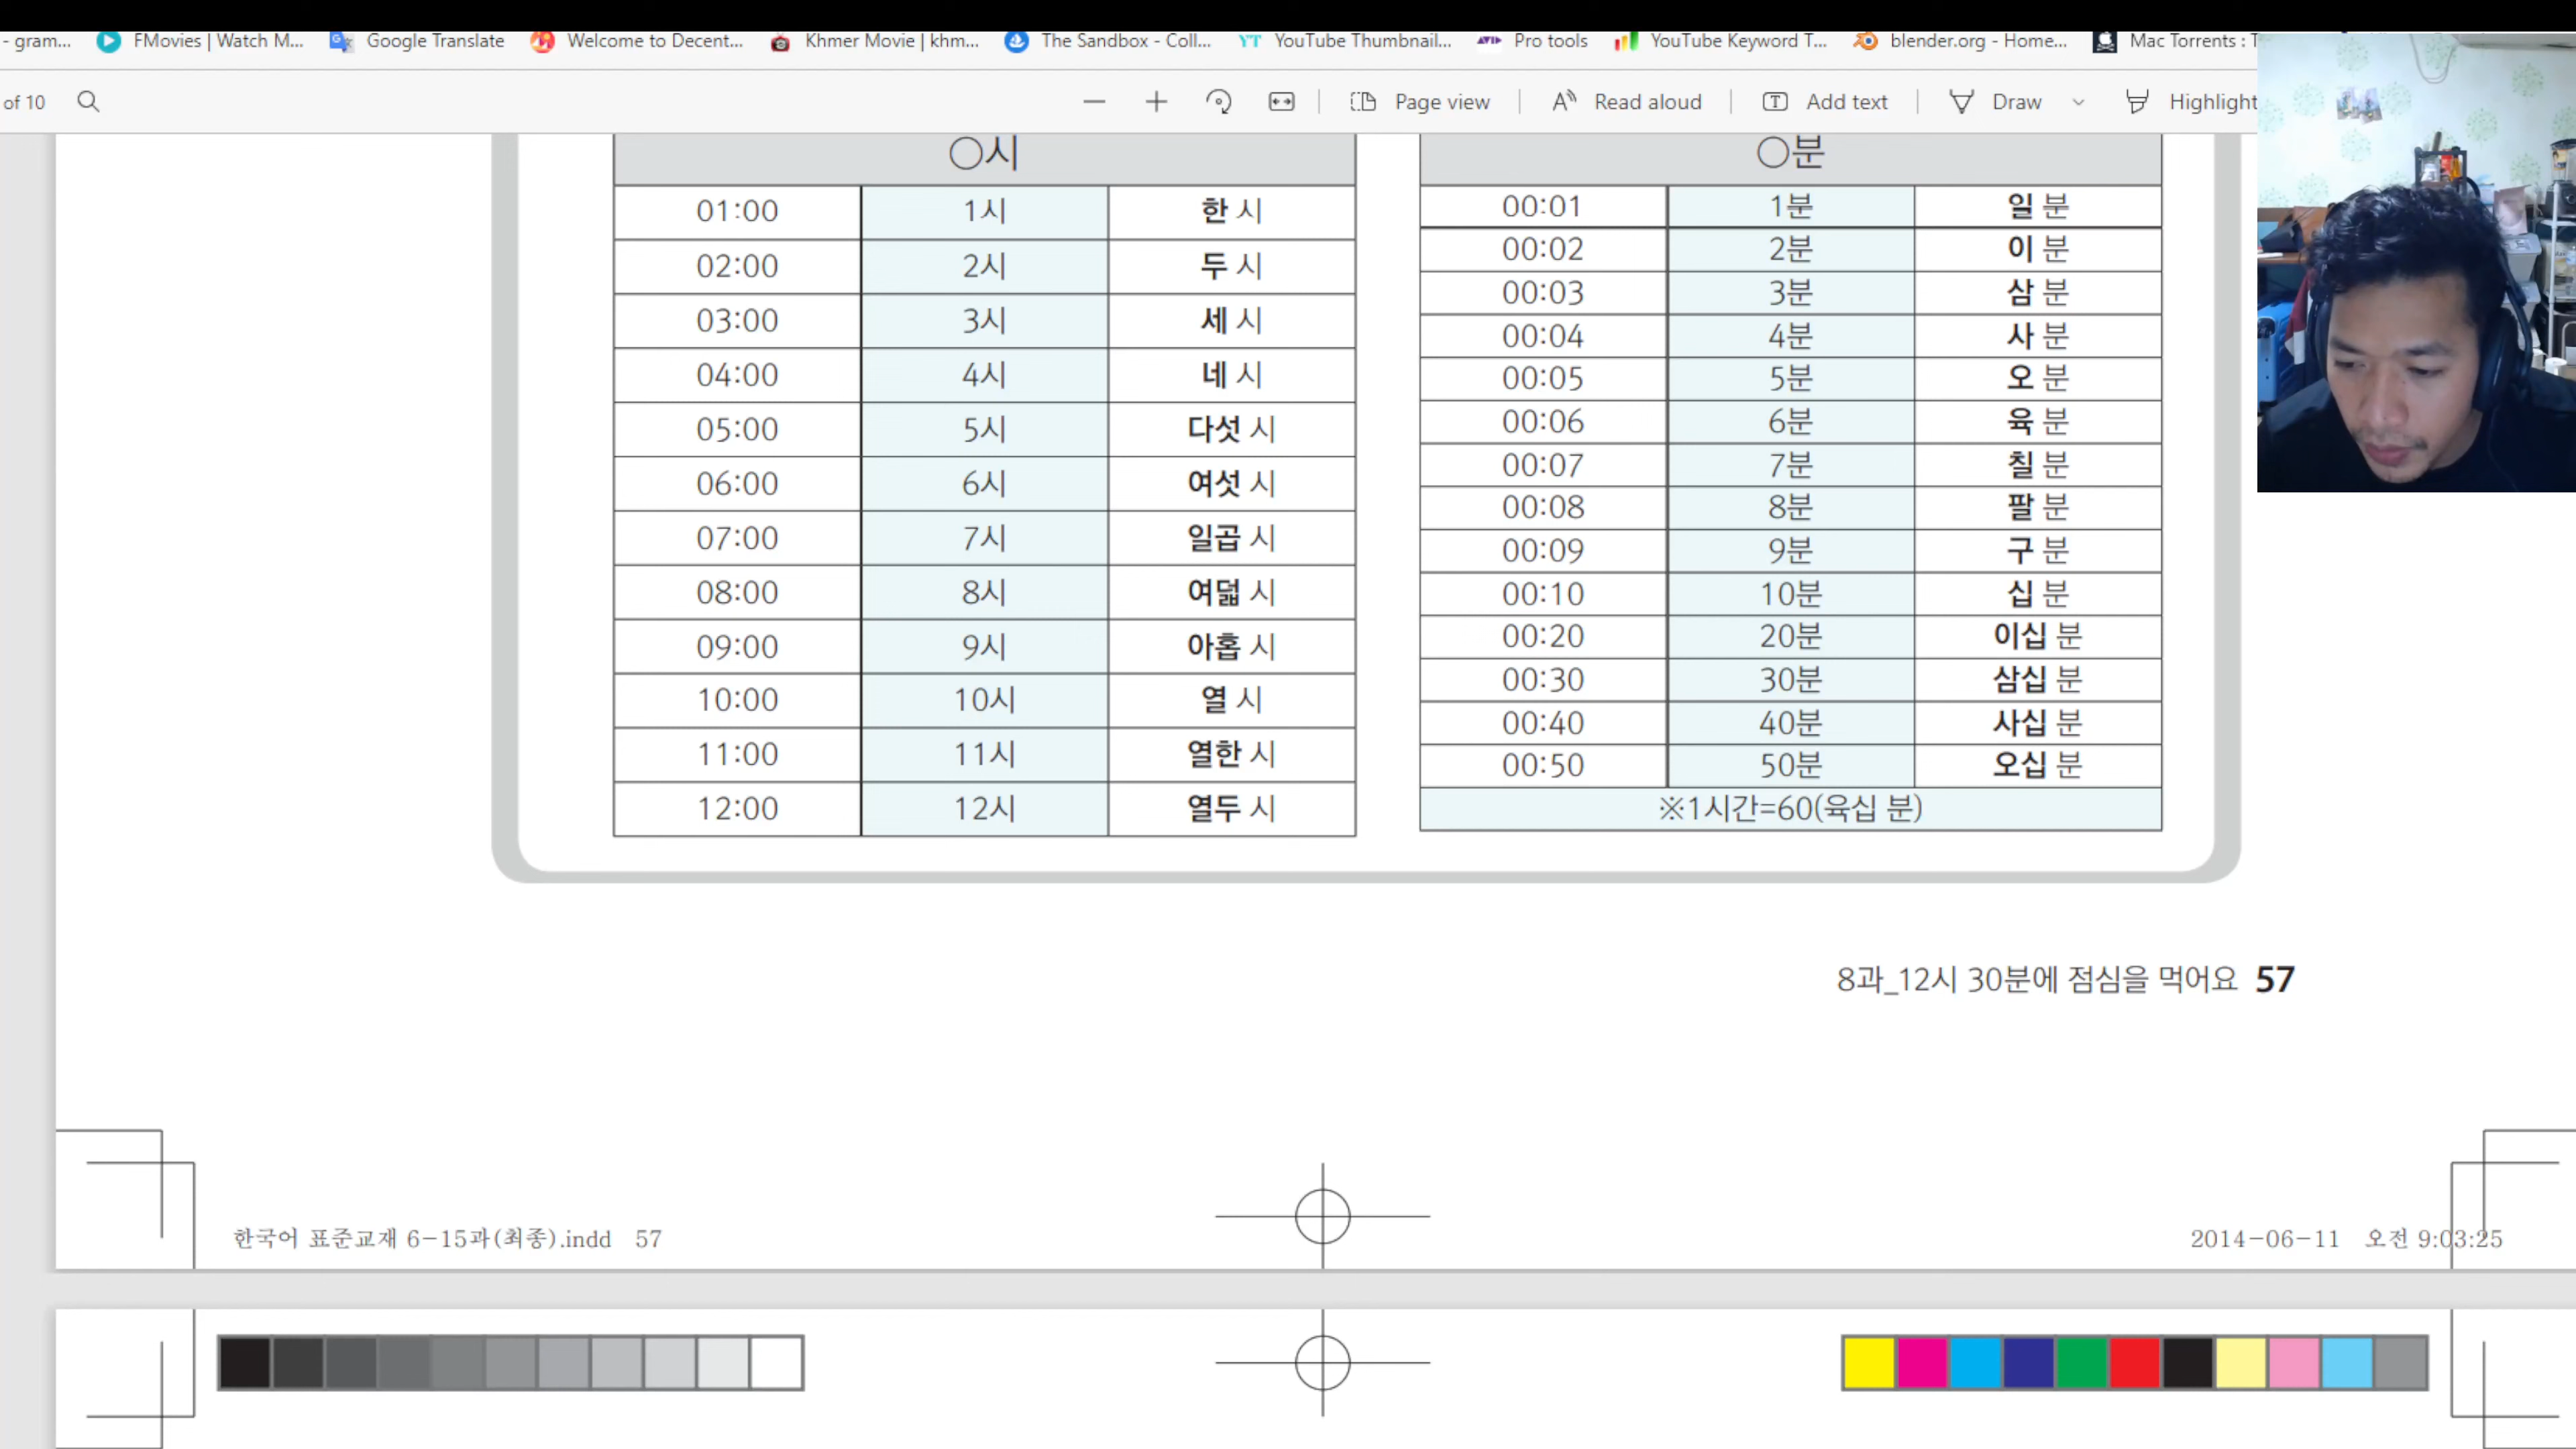 - gram... FMovies | Watch M... Google Translate Welcome to Decent... Khmer Movie | khm... The Sandbox - Coll... YT YouTube Thumbnail... AVID Pro tools YouTube Keyword T... blender.org - Home... Mac Torrents : T
of 10 Page view Read aloud Add text Draw Highlight
○시
01:00 1시 한 시
02:00 2시 두 시
03:00 3시 세 시
04:00 4시 네 시
05:00 5시 다섯 시
06:00 6시 여섯 시
07:00 7시 일곱 시
08:00 8시 여덟 시
09:00 9시 아홉 시
10:00 10시 열 시
11:00 11시 열한 시
12:00 12시 열두 시
○분
00:01 1분 일 분
00:02 2분 이 분
00:03 3분 삼 분
00:04 4분 사 분
00:05 5분 오 분
00:06 6분 육 분
00:07 7분 칠 분
00:08 8분 팔 분
00:09 9분 구 분
00:10 10분 십 분
00:20 20분 이십 분
00:30 30분 삼십 분
00:40 40분 사십 분
00:50 50분 오십 분
※1시간=60(육십 분)
8과_12시 30분에 점심을 먹어요 57
한국어 표준교재 6-15과(최종).indd 57
2014-06-11 오전 9:03:25